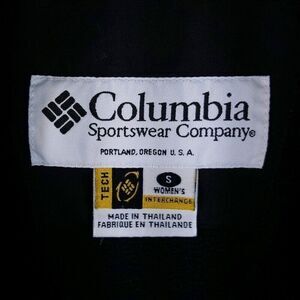 Columbia
Sportswear Company®
PORTLAND, OREGON U.S.A.
TECH
S
WOMEN'S
INTERCHANGE
MADE IN THAILAND
FABRIQUE EN THAILANDE